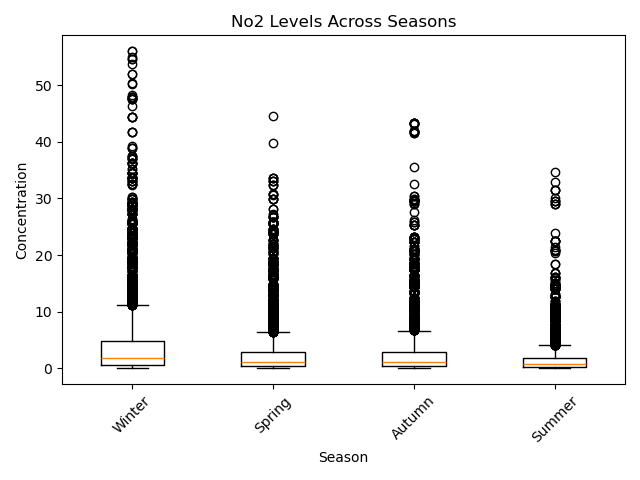 No2 Levels Across Seasons
Concentration
50
40
30
20
10
0
Winter
Spring
Autumn
Summer
Season